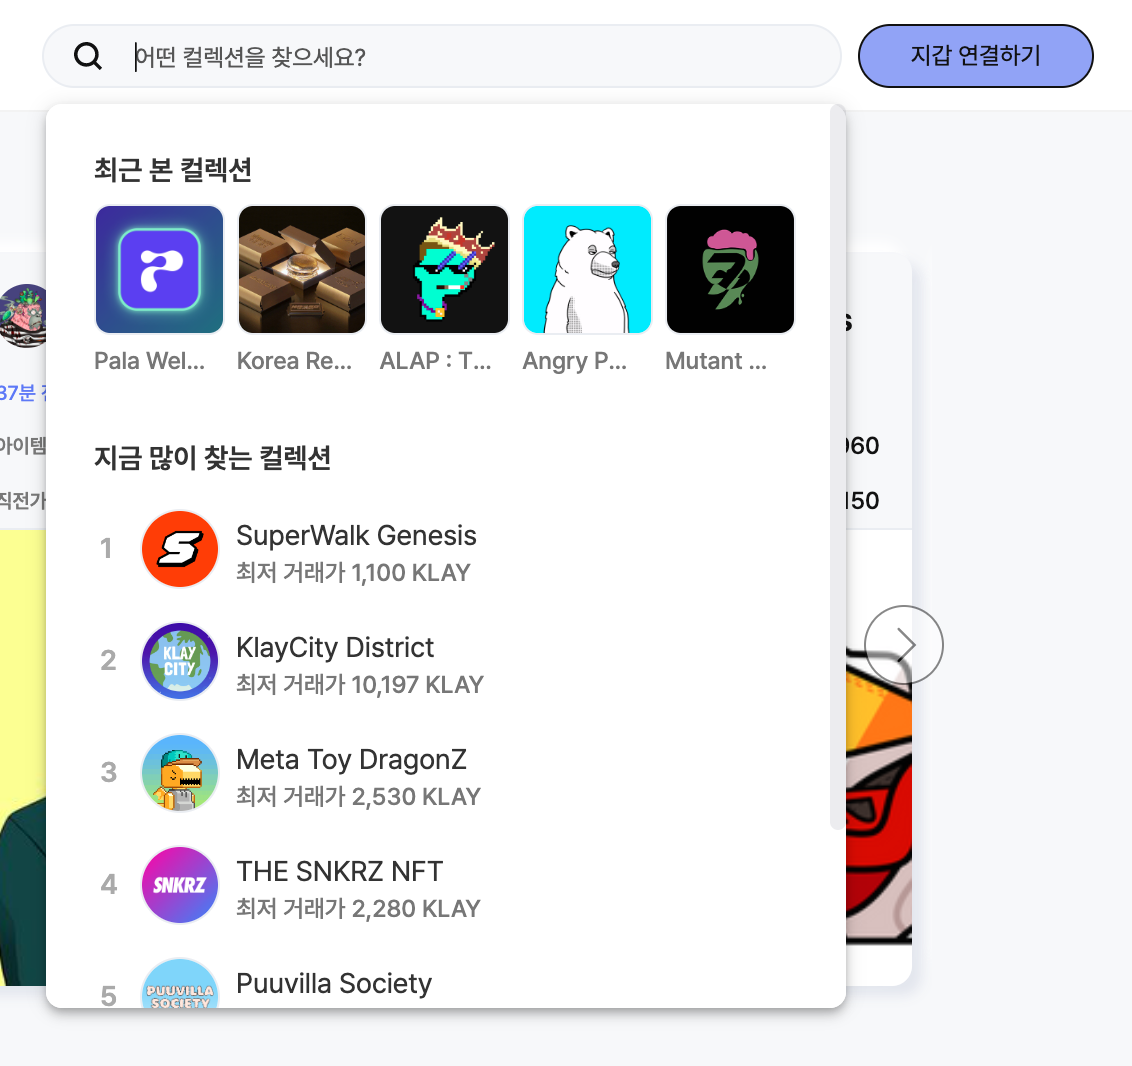 어떤 컬렉션을 찾으세요?
지갑 연결하기
최근 본 컬렉션
Pala Wel...
Korea Re...
ALAP : T...
Angry P...
Mutant ...
지금 많이 찾는 컬렉션
1
SuperWalk Genesis
최저 거래가 1,100 KLAY
2
KLAY
CITY
KlayCity District
최저 거래가 10,197 KLAY
3
Meta Toy DragonZ
최저 거래가 2,530 KLAY
4
SNKRZ
THE SNKRZ NFT
최저 거래가 2,280 KLAY
5
PUUVILLA
SOCIETY
Puuvilla Society
37분
아이템
직전가
960
150